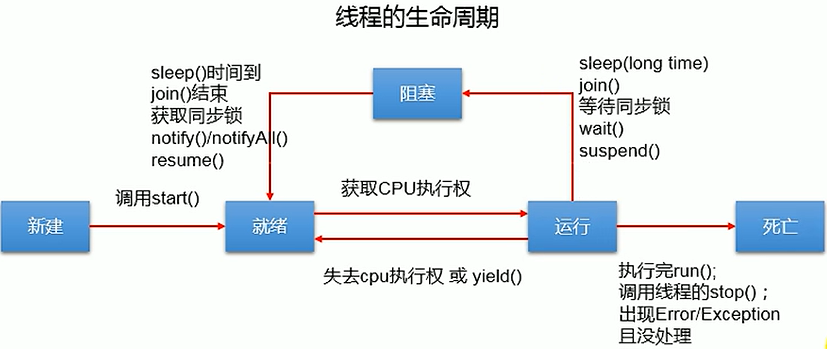 线程的生命周期
sleep()时间到
join()结束
获取同步锁
notify()/notifyAll()
resume()
阻塞
sleep(long time)
join()
等待同步锁
wait()
suspend()
调用start()
获取CPU执行权
新建
就绪
运行
死亡
失去cpu执行权 或 yield()
执行完run();
调用线程的stop()；
出现Error/Exception
且没处理